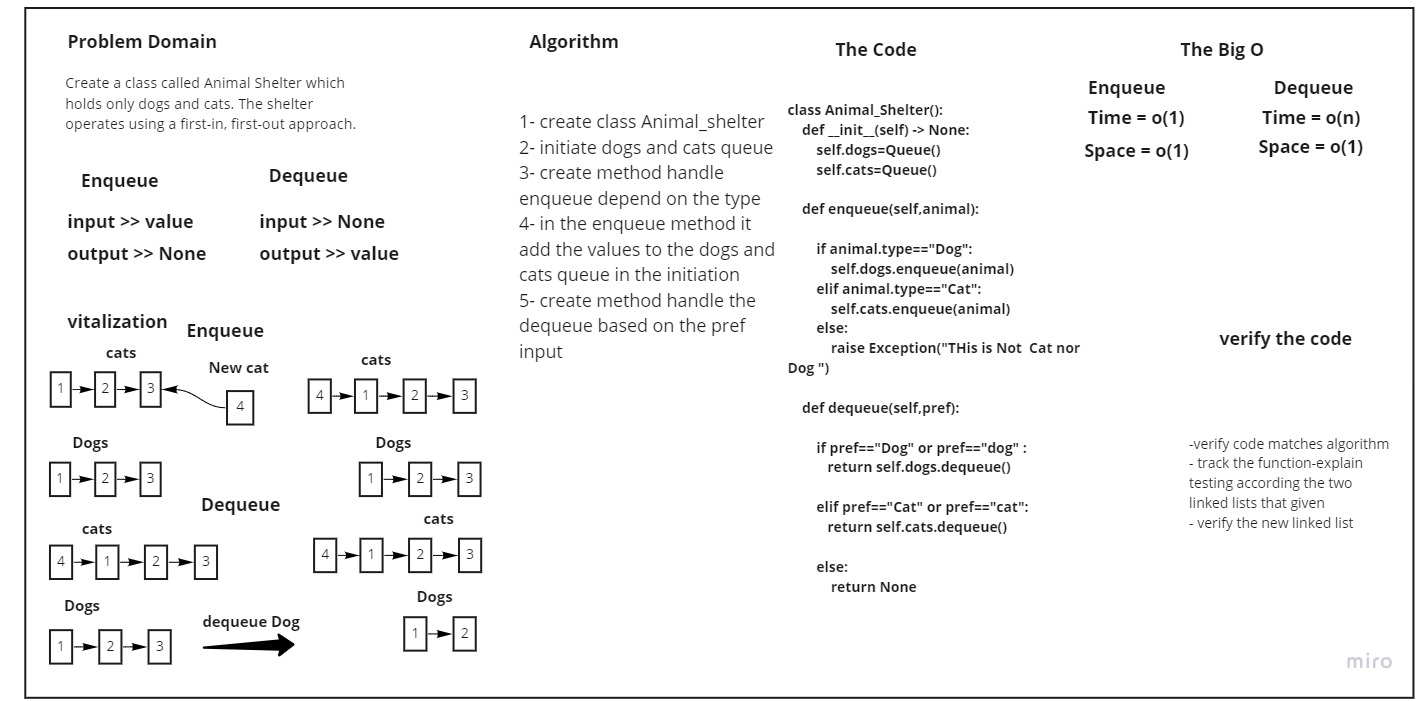 Problem Domain
Create a class called Animal Shelter which
holds only dogs and cats. The shelter
operates using a first-in, first-out approach.
Enqueue
input >> value
output >> None
Dequeue
input >> None
output >> value
vitalization
Enqueue
cats
1
2
3
New cat
4
cats
4
1
2
3
Dogs
1
2
3
Dogs
1
2
3
Dequeue
cats
4
1
2
3
cats
4
1
2
3
Dogs
1
2
3
dequeue Dog
Dogs
1
2
Algorithm
1- create class Animal_shelter
2- initiate dogs and cats queue
3- create method handle
enqueue depend on the type
4- in the enqueue method it
add the values to the dogs and
cats queue in the initiation
5- create method handle the
dequeue based on the pref
input
The Code
class Animal_Shelter():
def __init__(self) -> None:
self.dogs=Queue()
self.cats=Queue()
def enqueue(self,animal):
if animal.type=="Dog":
self.dogs.enqueue(animal)
elif animal.type=="Cat":
self.cats.enqueue(animal)
else:
raise Exception("THis is Not  Cat nor
Dog ")
def dequeue(self,pref):
if pref=="Dog" or pref=="dog" :
return self.dogs.dequeue()
elif pref=="Cat" or pref=="cat":
return self.cats.dequeue()
else:
return None
The Big O
Enqueue
Time = o(1)
Space = o(1)
Dequeue
Time = o(n)
Space = o(1)
verify the code
-verify code matches algorithm
- track the function-explain
testing according the two
linked lists that given
- verify the new linked list
miro